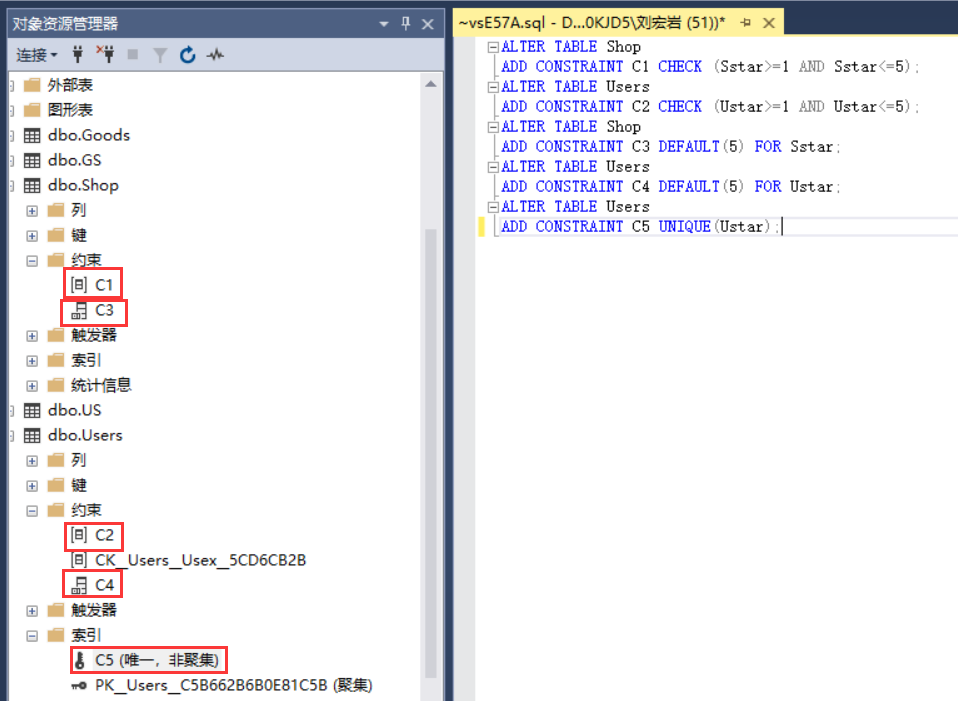 对象资源管理器
连接
外部表
图形表
dbo.Goods
dbo.GS
dbo.Shop
列
键
约束
C1
C3
触发器
索引
统计信息
dbo.US
dbo.Users
列
键
约束
C2
CK__Users__Usex__5CD6CB2B
C4
触发器
索引
C5 (唯一，非聚集)
PK__Users__C5B662B6B0E81C5B (聚集)
~vsE57A.sql - D...0KJD5\刘宏岩 (51))*
ALTER TABLE Shop
ADD CONSTRAINT C1 CHECK (Sstar>=1 AND Sstar<=5);
ALTER TABLE Users
ADD CONSTRAINT C2 CHECK (Ustar>=1 AND Ustar<=5);
ALTER TABLE Shop
ADD CONSTRAINT C3 DEFAULT(5) FOR Sstar;
ALTER TABLE Users
ADD CONSTRAINT C4 DEFAULT(5) FOR Ustar;
ALTER TABLE Users
ADD CONSTRAINT C5 UNIQUE(Ustar);